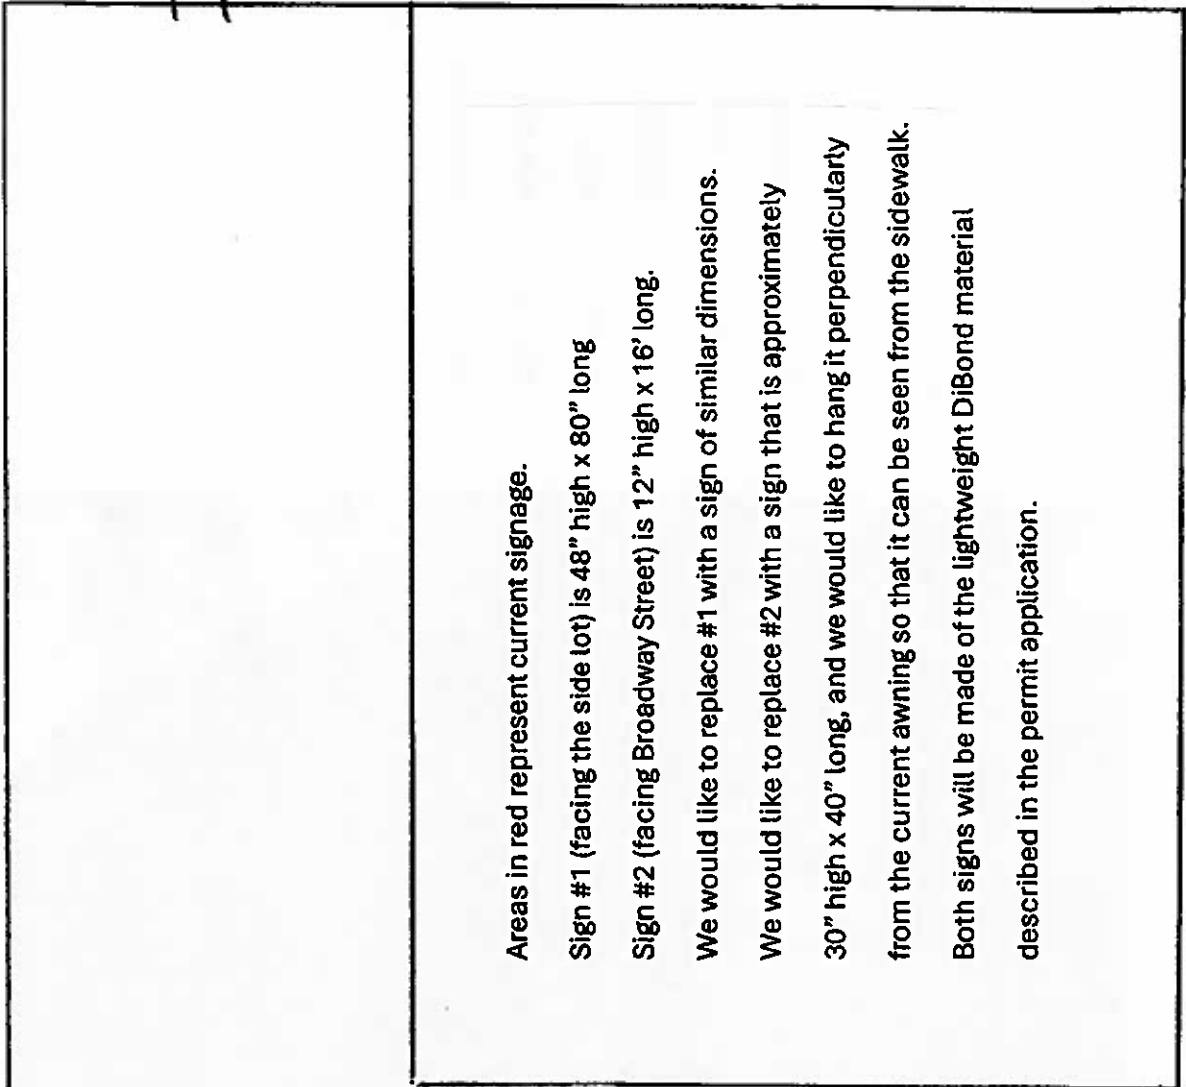 Areas in red represent current signage.
Sign #1 (facing the side lot) is 48” high x 80” long
Sign #2 (facing Broadway Street) is 12” high x 16’ long.
We would like to replace #1 with a sign of similar dimensions.
We would like to replace #2 with a sign that is approximately
30” high x 40” long, and we would like to hang it perpendicularly
from the current awning so that it can be seen from the sidewalk.
Both signs will be made of the lightweight DiBond material
described in the permit application.